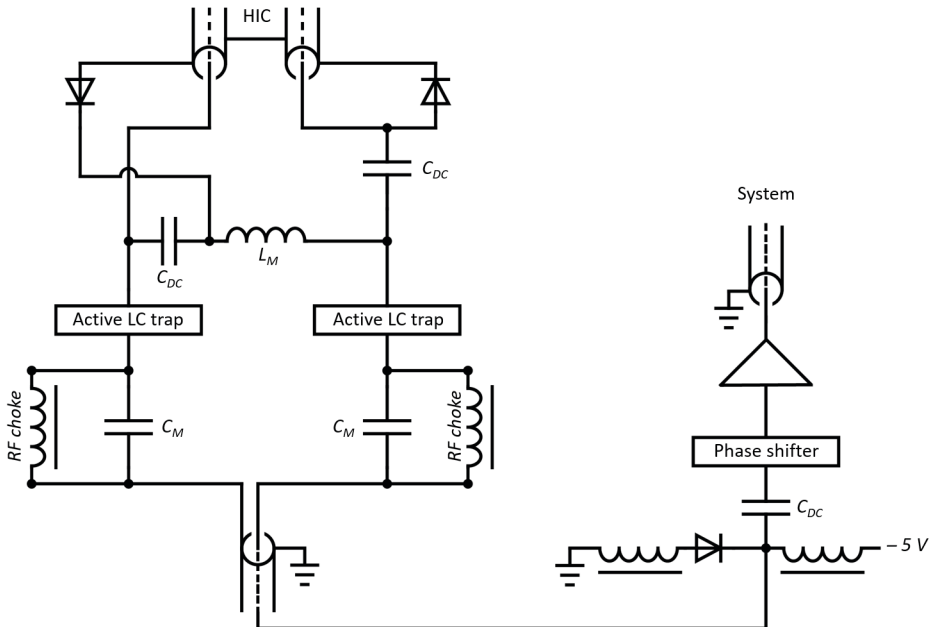 HIC
C_DC
System
C_DC
L_M
Active LC trap
Active LC trap
RF choke
C_M
C_M
RF choke
Phase shifter
C_DC
– 5 V